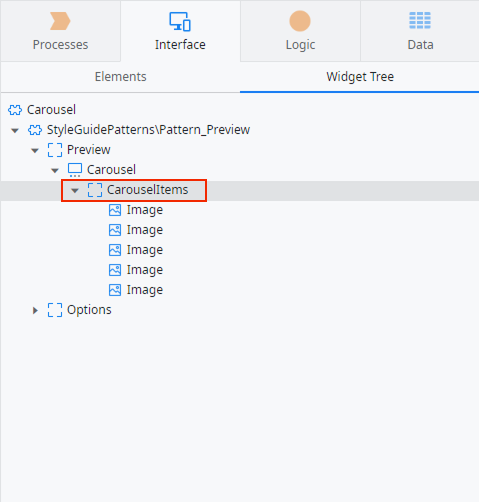 Processes Interface Logic Data
Elements Widget Tree
Carousel
StyleGuidePatterns\Pattern_Preview
Preview
Carousel
CarouselItems
Image
Image
Image
Image
Image
Options